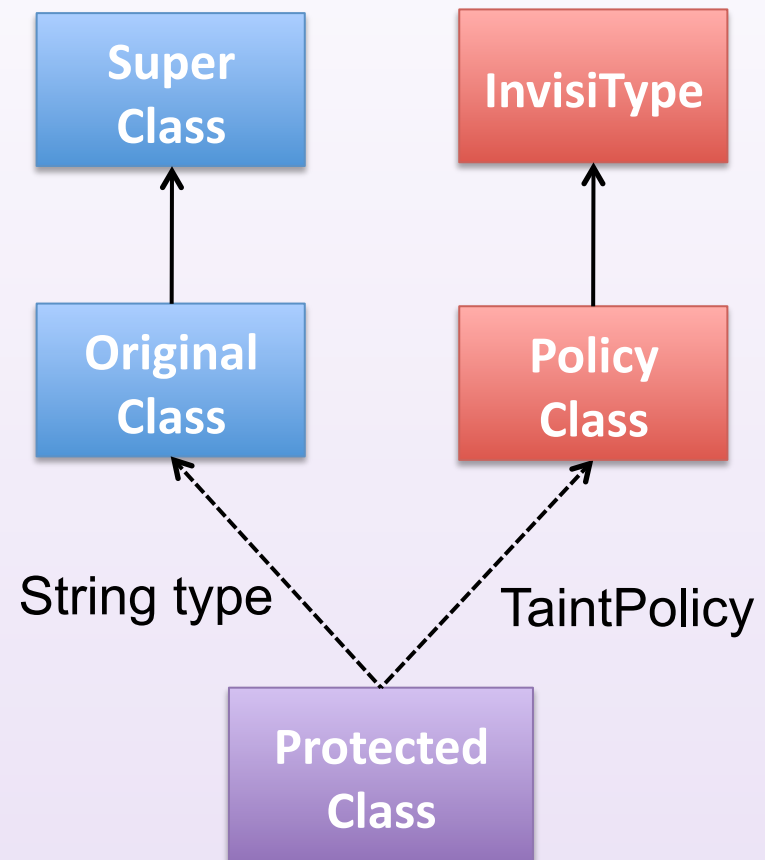 Super
Class
InvisiType
Original
Class
Policy
Class
String type
TaintPolicy
Protected
Class